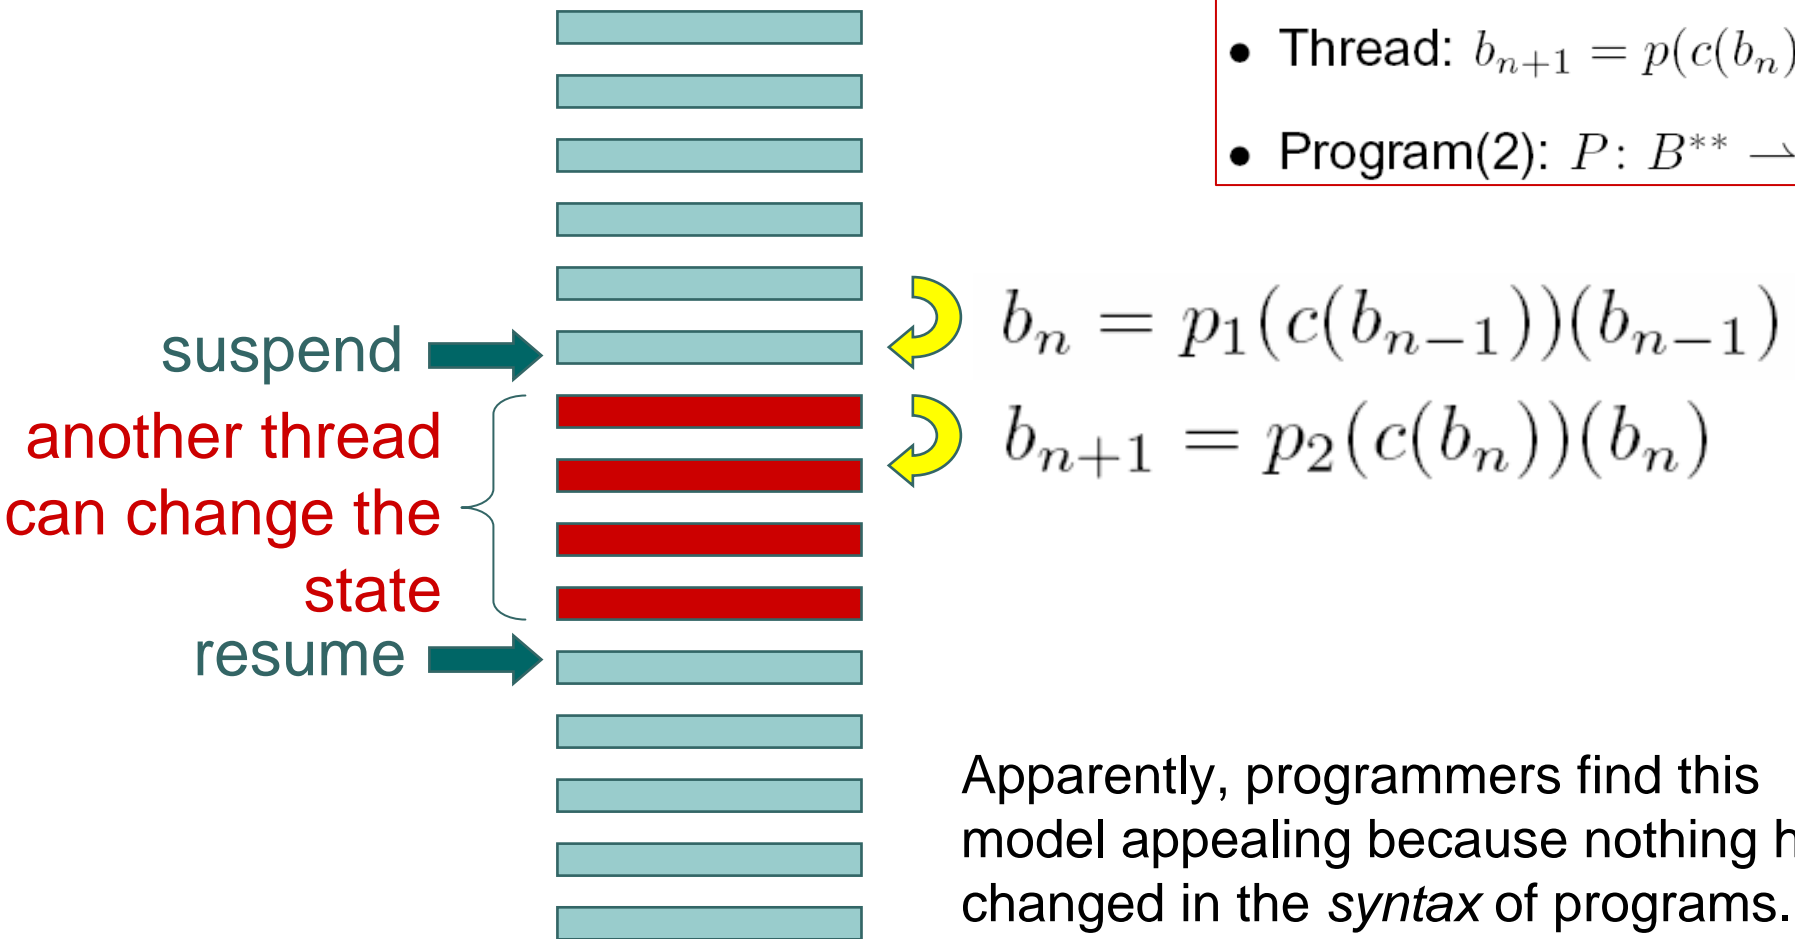 • Thread: $b_{n+1} = p(c(b_n)$
• Program(2): $P: B^{**} \rightharpoonup$
$b_n = p_1(c(b_{n-1}))(b_{n-1})$
suspend
$b_{n+1} = p_2(c(b_n))(b_n)$
another thread
can change the
state
resume
Apparently, programmers find this
model appealing because nothing
changed in the syntax of programs.